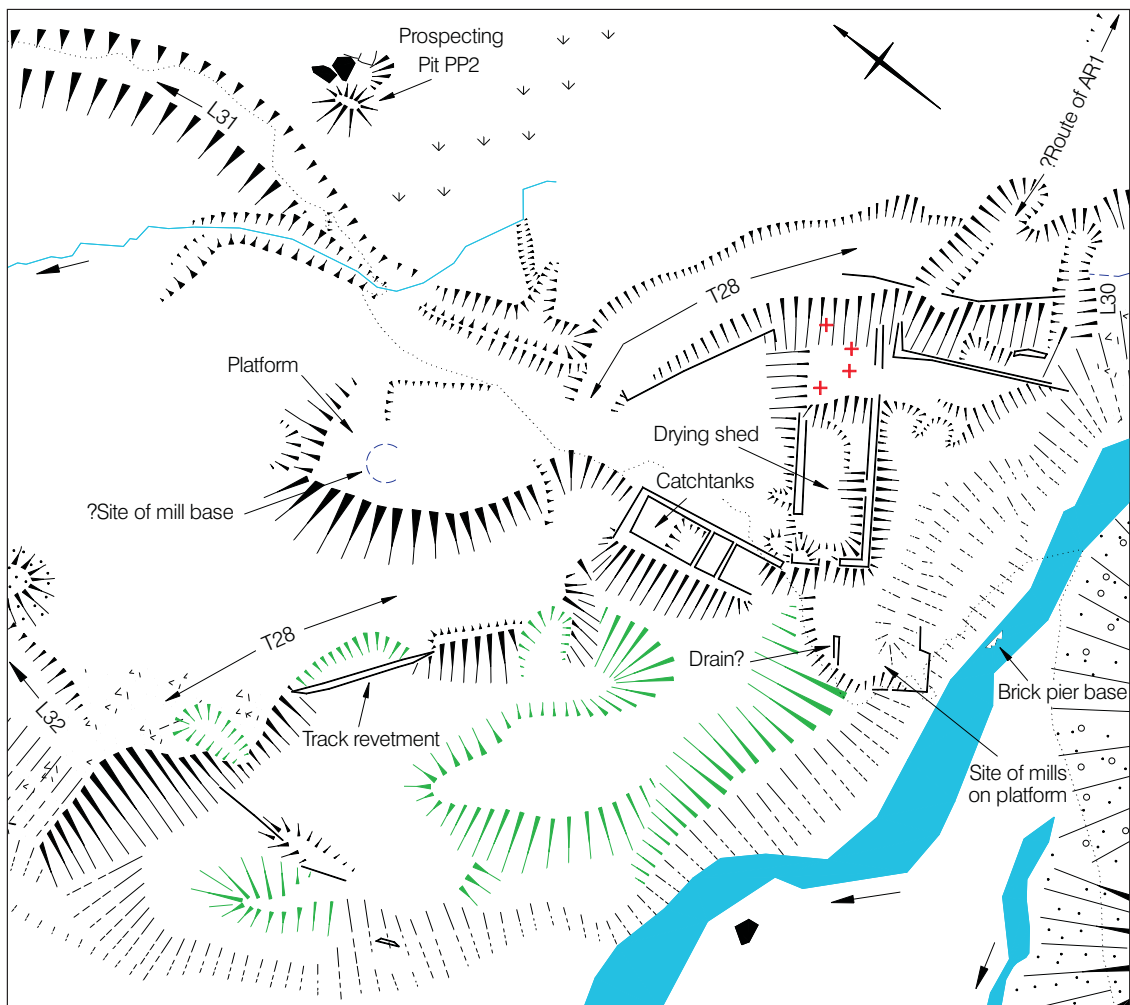 Prospecting
Pit PP2
L31
?Route of AR1
T28
L30
Platform
Drying shed
Catchtanks
?Site of mill base
T28
Drain?
L32
Track revetment
Brick pier base
Site of mills
on platform